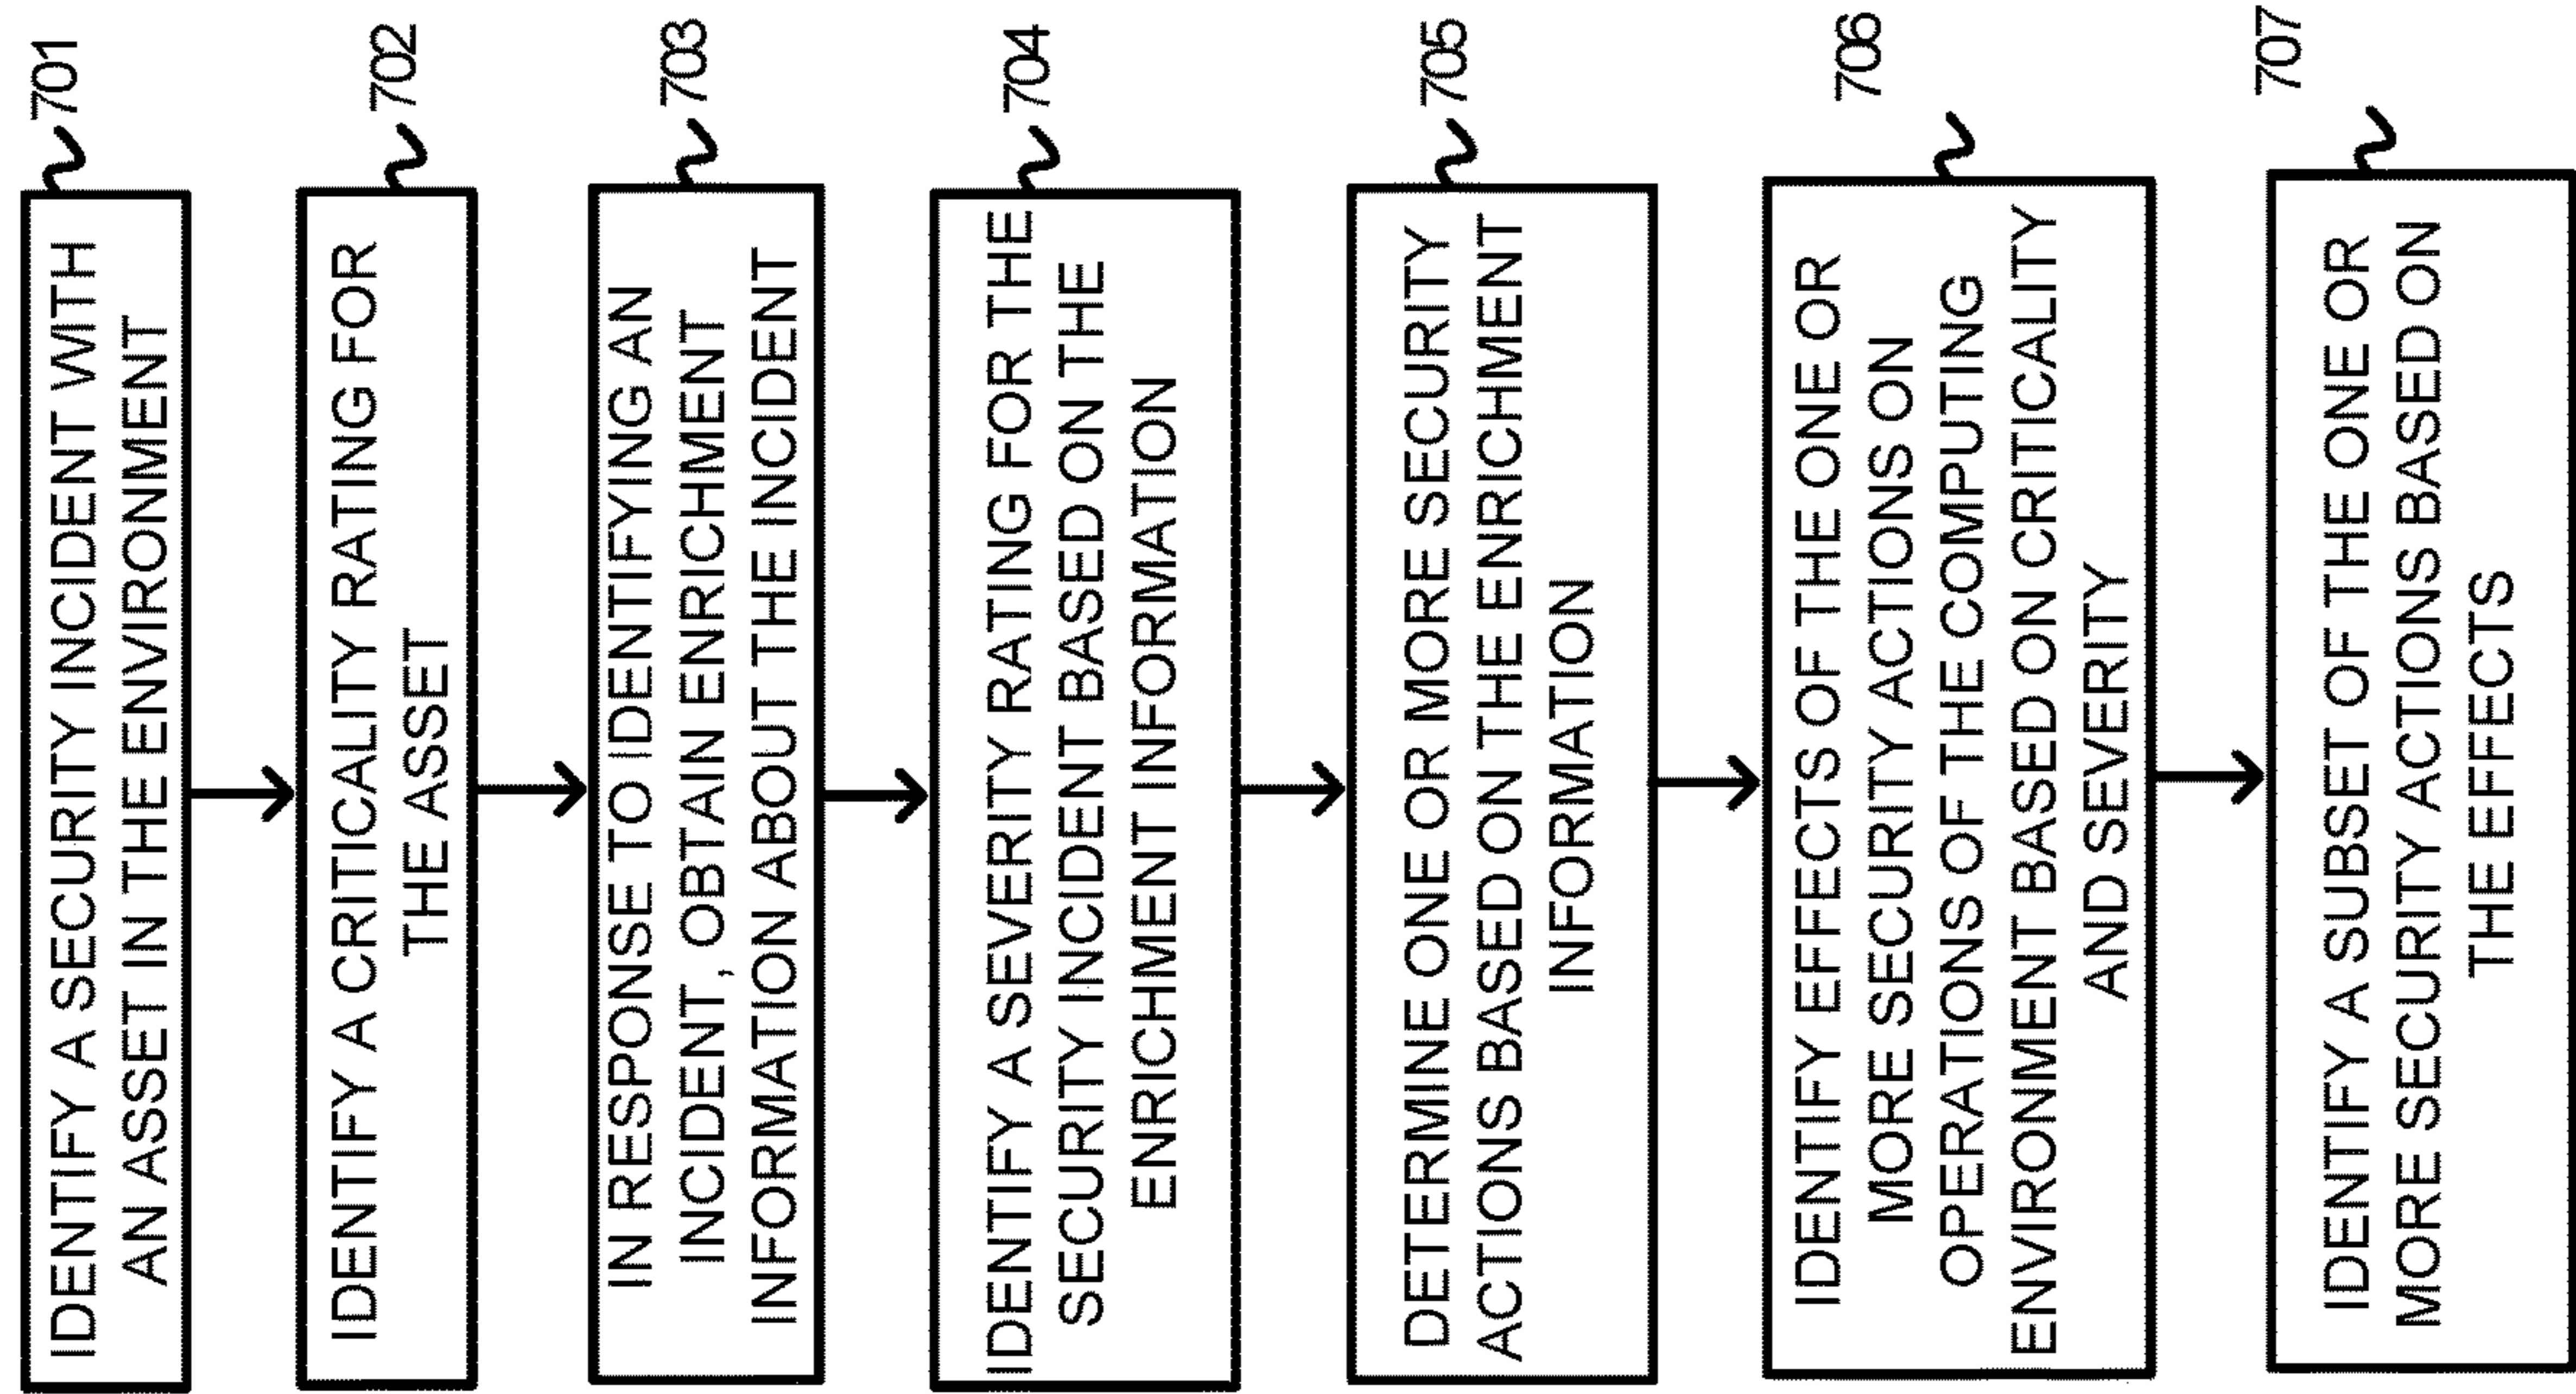 701
IDENTIFY A SECURITY INCIDENT WITH
AN ASSET IN THE ENVIRONMENT
702
IDENTIFY A CRITICALITY RATING FOR
THE ASSET
703
IN RESPONSE TO IDENTIFYING AN
INCIDENT, OBTAIN ENRICHMENT
INFORMATION ABOUT THE INCIDENT
704
IDENTIFY A SEVERITY RATING FOR THE
SECURITY INCIDENT BASED ON THE
ENRICHMENT INFORMATION
705
DETERMINE ONE OR MORE SECURITY
ACTIONS BASED ON THE ENRICHMENT
INFORMATION
706
IDENTIFY EFFECTS OF THE ONE OR
MORE SECURITY ACTIONS ON
OPERATIONS OF THE COMPUTING
ENVIRONMENT BASED ON CRITICALITY
AND SEVERITY
707
IDENTIFY A SUBSET OF THE ONE OR
MORE SECURITY ACTIONS BASED ON
THE EFFECTS